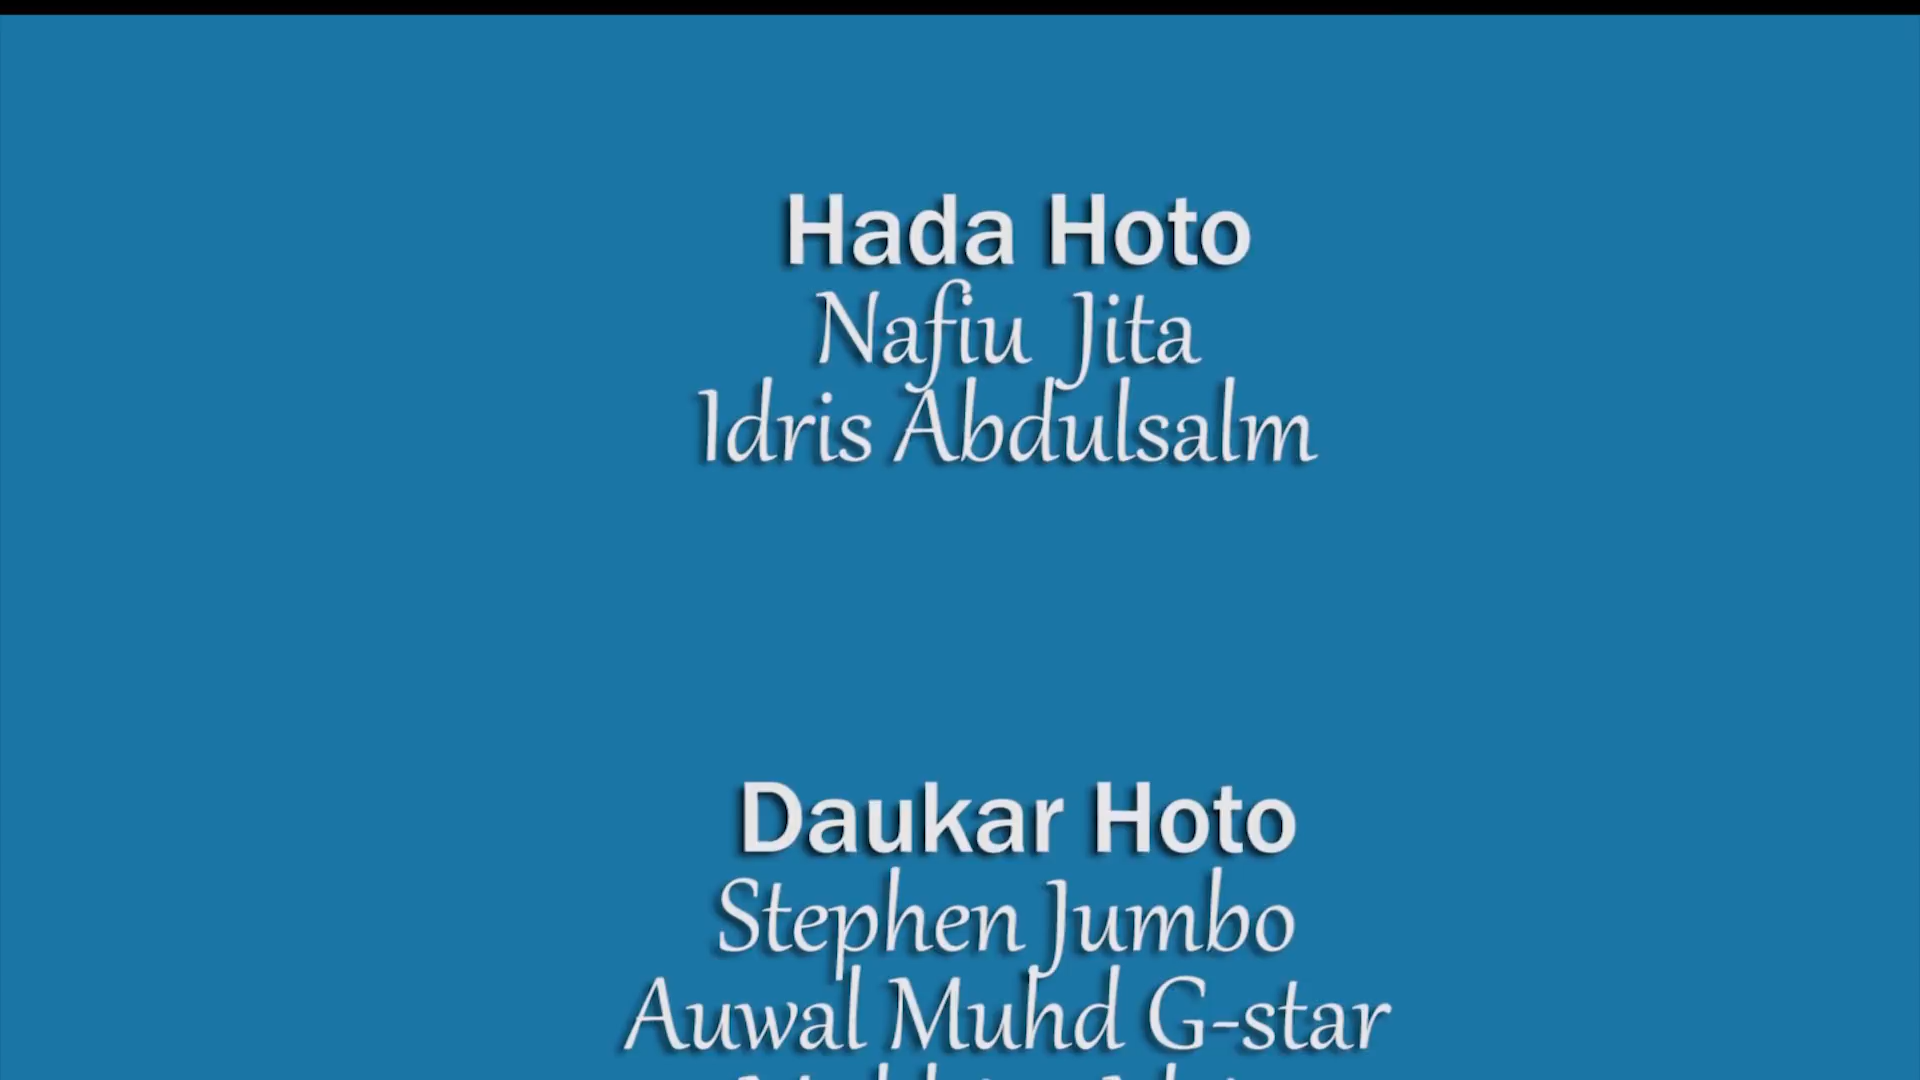 Hada Hoto
Nafiu Jita
Idris Abdulsalm
Daukar Hoto
Stephen Jumbo
Auwal Muhd G-star